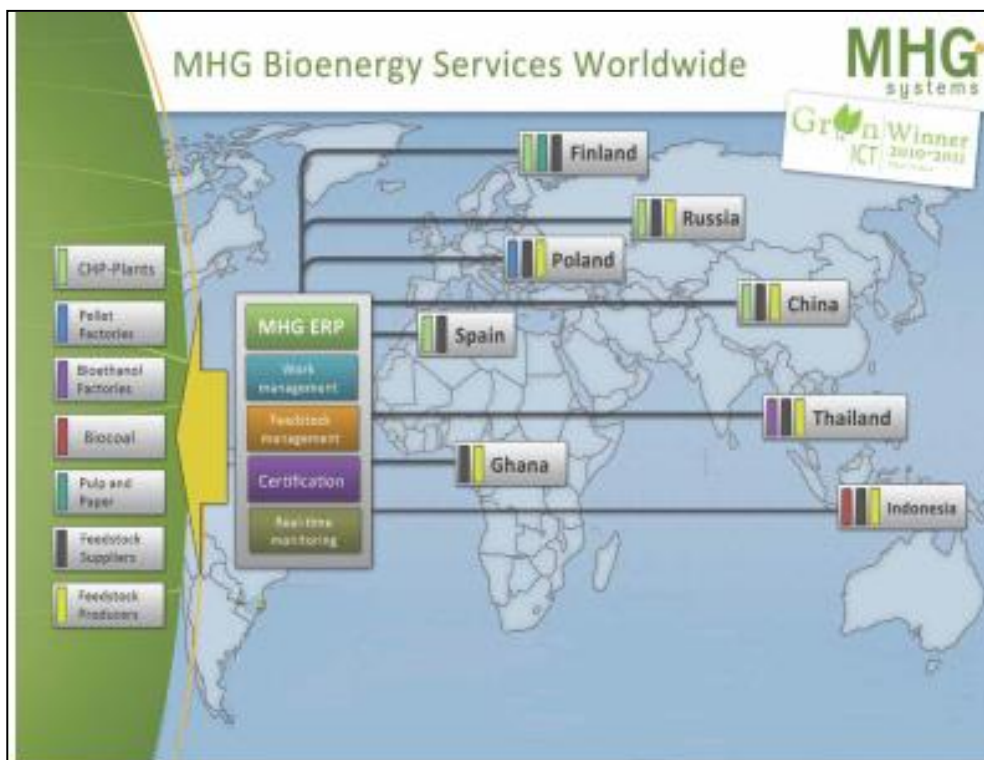 MHG Bioenergy Services Worldwide
MHG
systems
Green
ICT
Winner
2010-2011
Finland
Russia
Poland
China
Spain
Thailand
Ghana
Indonesia
CHP-Plants
Pellet
Factories
Bioethanol
Factories
Biocoal
Pulp and
Paper
Feedstock
Suppliers
Feedstock
Producers
MHG ERP
Work
management
Feedstock
management
Certification
Real-time
monitoring